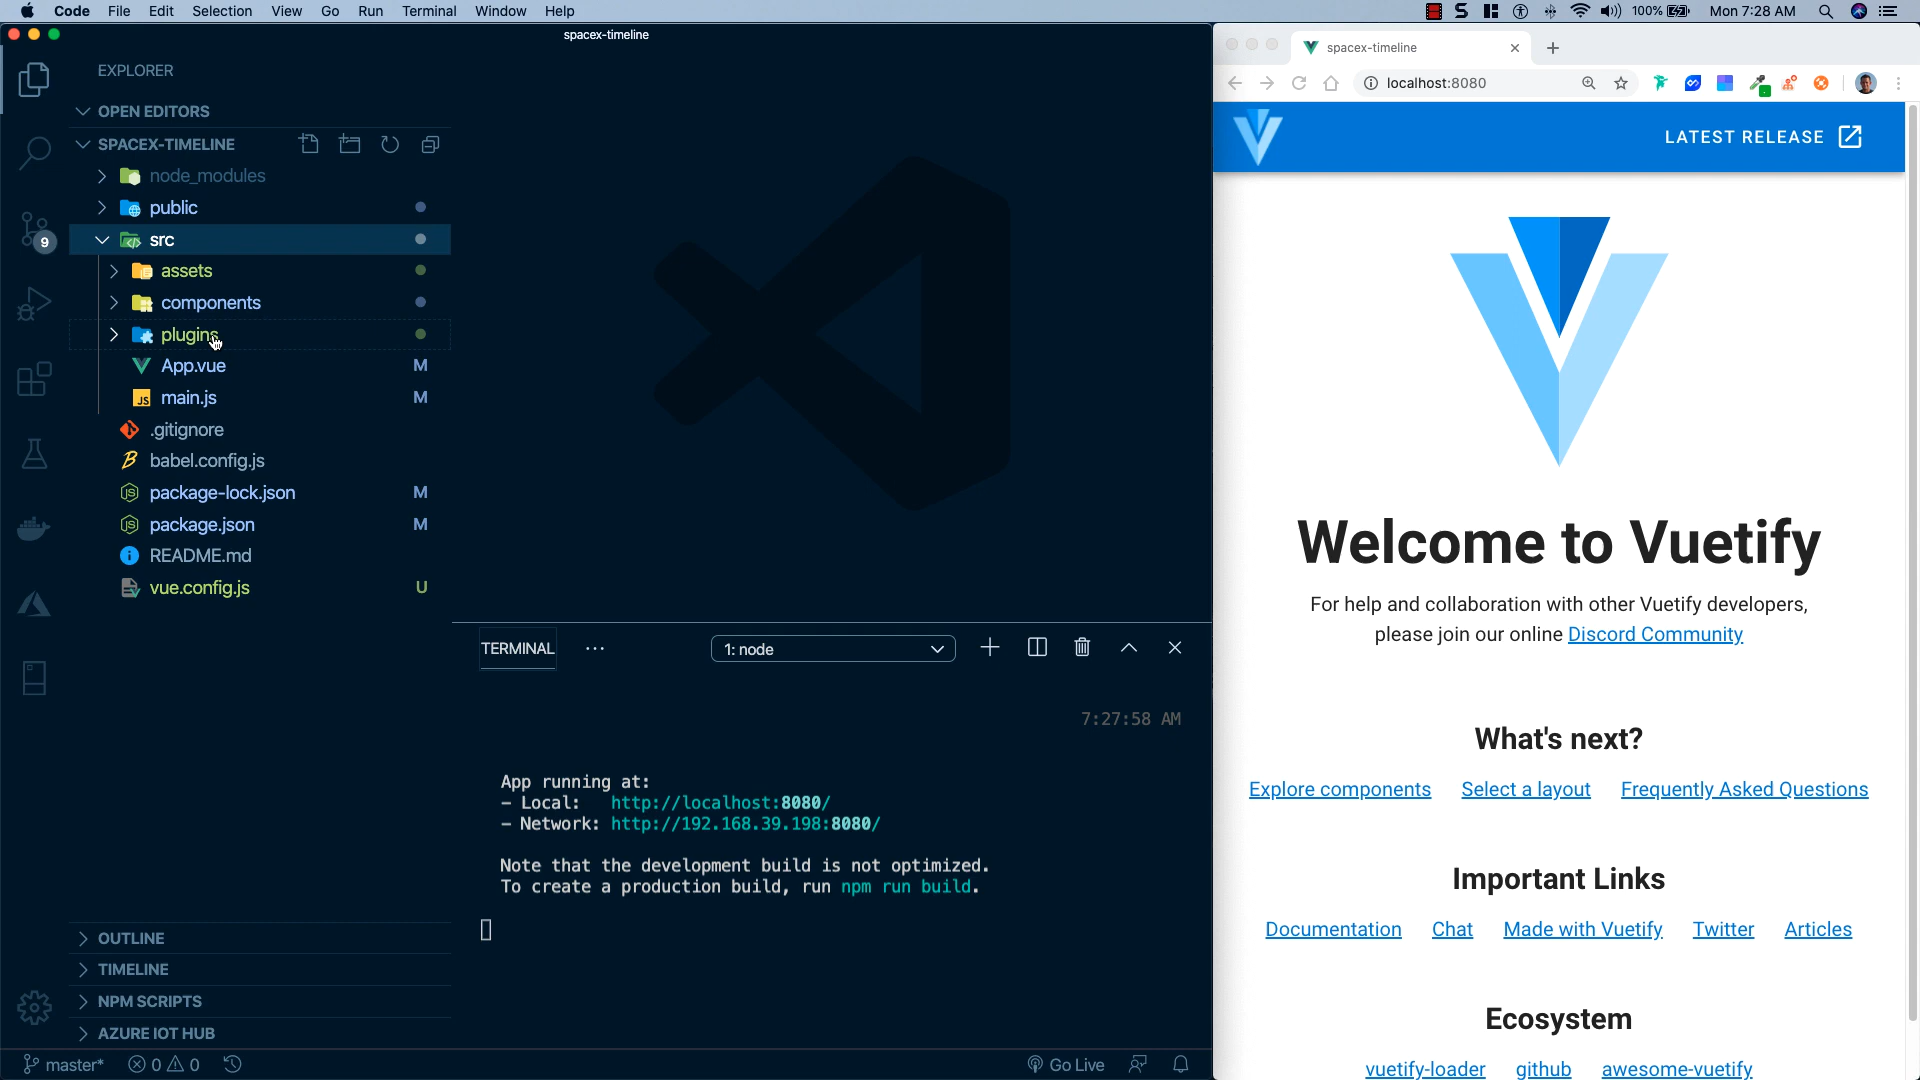 Code File Edit Selection View Go Run Terminal Window Help
100% Mon 7:28 AM
spacex-timeline
EXPLORER
OPEN EDITORS
SPACEX-TIMELINE
node_modules
public
src
assets
components
plugins
App.vue M
main.js M
.gitignore
babel.config.js
package-lock.json M
package.json M
README.md
vue.config.js U
OUTLINE
TIMELINE
NPM SCRIPTS
AZURE IOT HUB
9
TERMINAL ... 1: node
7:27:58 AM
App running at:
- Local: http://localhost:8080/
- Network: http://192.168.39.198:8080/
Note that the development build is not optimized.
To create a production build, run npm run build.
master* 0 0 Go Live
spacex-timeline
localhost:8080
LATEST RELEASE
Welcome to Vuetify
For help and collaboration with other Vuetify developers,
please join our online Discord Community
What's next?
Explore components Select a layout Frequently Asked Questions
Important Links
Documentation Chat Made with Vuetify Twitter Articles
Ecosystem
vuetify-loader github awesome-vuetify